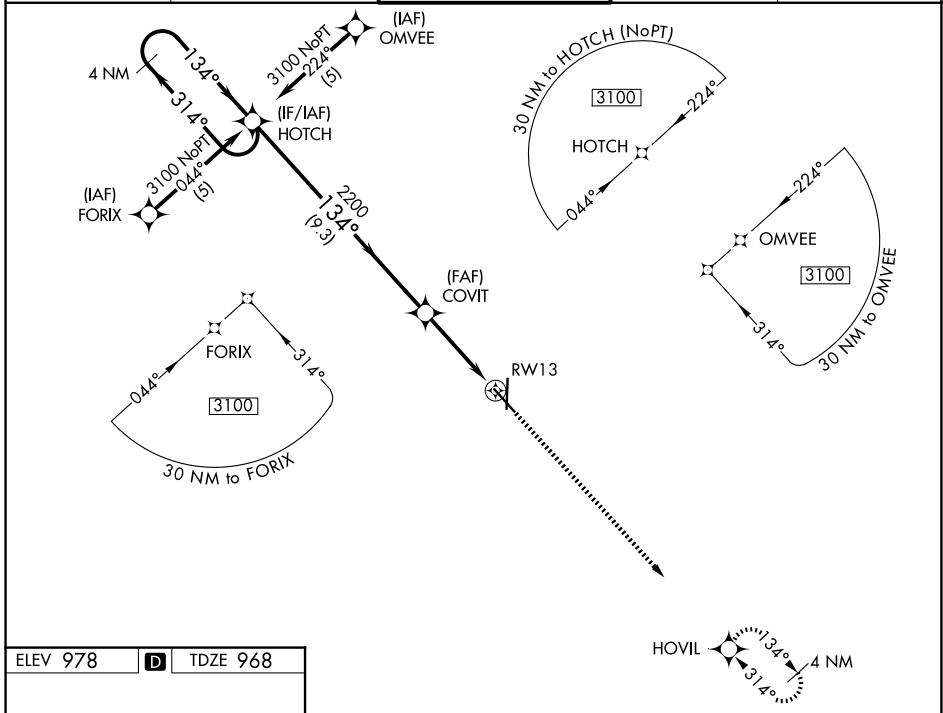 (IAF)
OMVEE
3100 NoPT
224°
(5)
4 NM
134°
314°
(IF/IAF)
HOTCH
3100 NoPT
044°
(5)
(IAF)
FORIX
2200
134°
(9.3)
30 NM to HOTCH (NoPT)
3100
224°
HOTCH
044°
224°
OMVEE
3100
314°
30 NM to OMVEE
(FAF)
COVIT
FORIX
044°
314°
3100
30 NM to FORIX
RW13
HOVIL
134°
314°
4 NM
ELEV 978 D TDZE 968